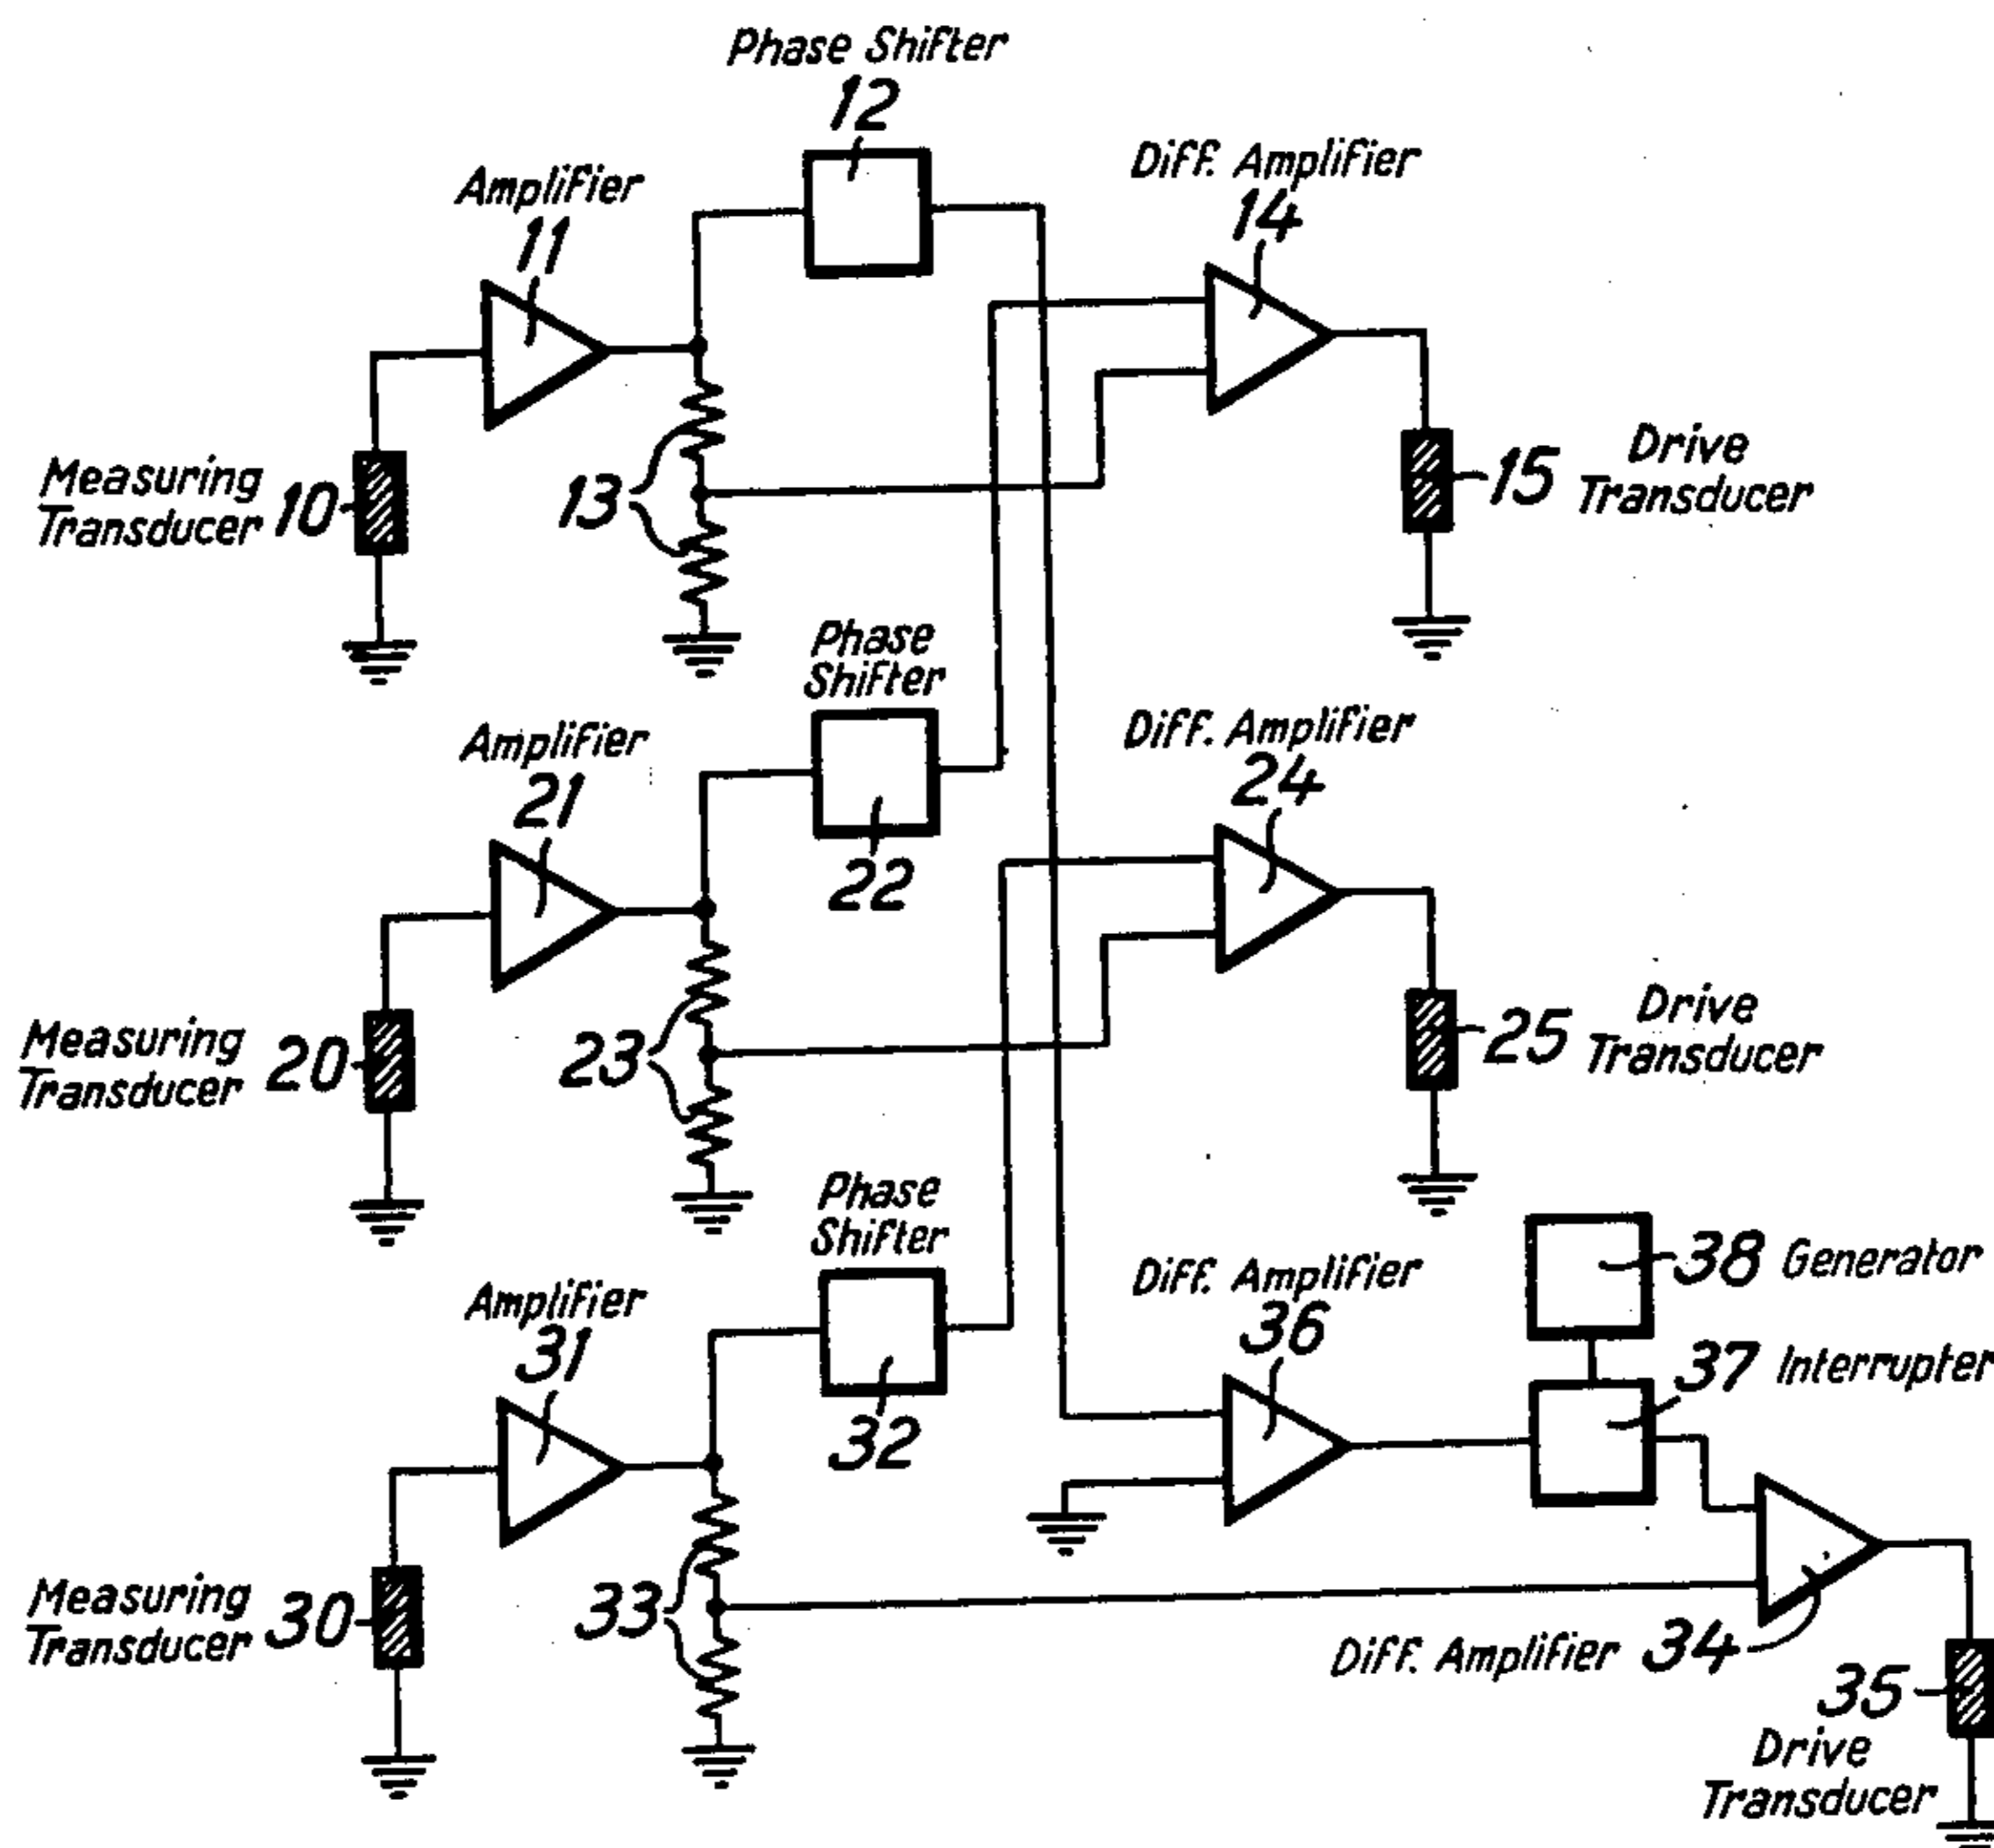 Phase Shifter
12
Diff. Amplifier
14
Amplifier
11
Measuring
Transducer 10
13
15 Drive
Transducer
Phase
Shifter
22
Amplifier
21
Diff. Amplifier
24
Measuring
Transducer 20
23
25 Drive
Transducer
Phase
Shifter
32
Amplifier
31
Diff. Amplifier
36
38 Generator
37 Interrupter
Measuring
Transducer 30
33
Diff. Amplifier 34
35
Drive
Transducer